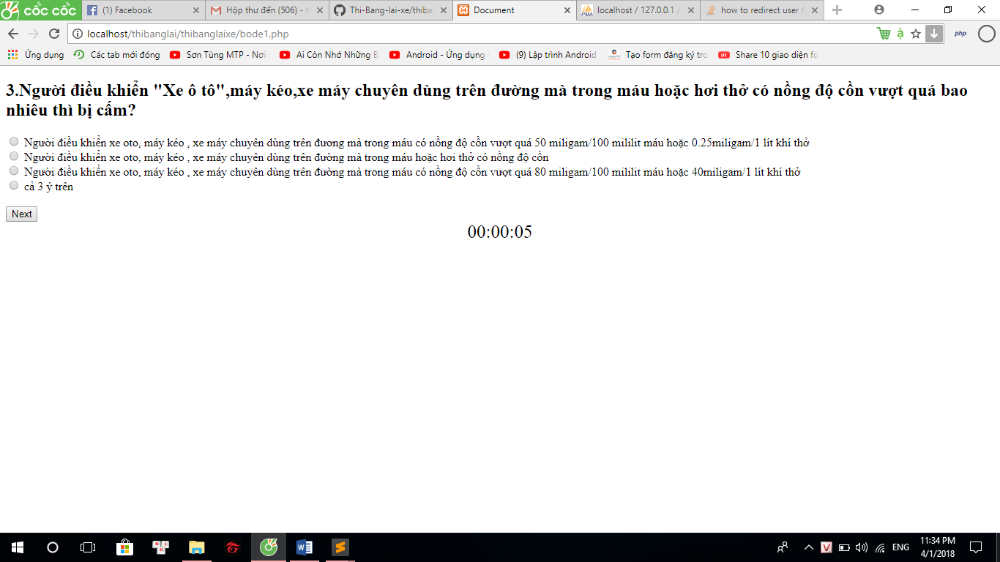 cốc cốc
(1) Facebook
Hộp thư đến (506) - h
Thi-Bang-lai-xe/thiba
Document
localhost / 127.0.0.1 /
how to redirect user f
localhost/thibanglai/thibanglaixe/bode1.php
à
php
Ứng dụng
Các tab mới đóng
Sơn Tùng MTP - Nơi
Ai Còn Nhớ Những B
Android - Ứng dụng
(9) Lập trình Android
Tạo form đăng ký tro
Share 10 giao diện fo
3.Người điều khiển "Xe ô tô",máy kéo,xe máy chuyên dùng trên đường mà trong máu hoặc hơi thở có nồng độ cồn vượt quá bao
nhiêu thì bị cấm?
Người điều khiển xe oto, máy kéo , xe máy chuyên dùng trên đương mà trong máu có nồng độ cồn vượt quá 50 miligam/100 mililit máu hoặc 0.25miligam/1 lít khí thở
Người điều khiển xe oto, máy kéo , xe máy chuyên dùng trên đường mà trong máu hoặc hơi thở có nồng độ cồn
Người điều khiển xe oto, máy kéo , xe máy chuyên dùng trên đường mà trong máu có nồng độ cồn vượt quá 80 miligam/100 mililit máu hoặc 40miligam/1 lít khí thở
cả 3 ý trên
Next
00:00:05
V
ENG
11:34 PM
4/1/2018